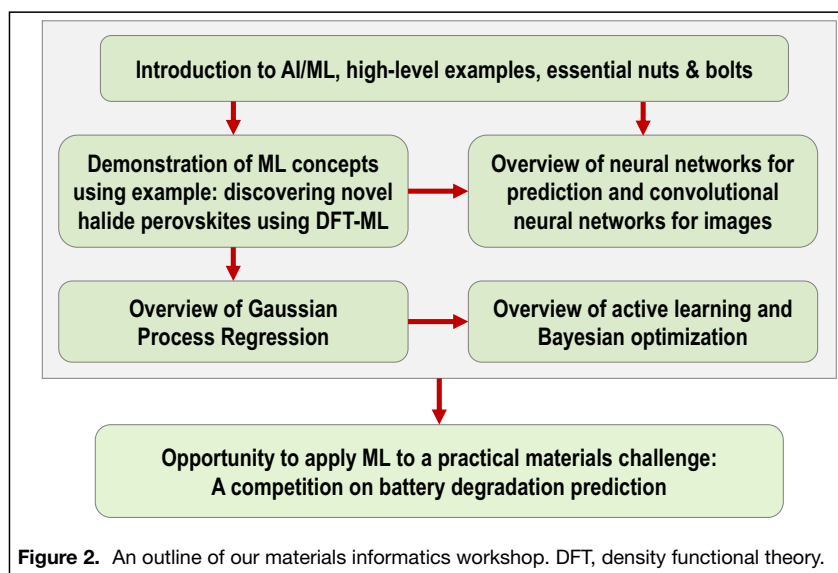 Introduction to AI/ML, high-level examples, essential nuts & bolts
Demonstration of ML concepts
using example: discovering novel
halide perovskites using DFT-ML
Overview of neural networks for
prediction and convolutional
neural networks for images
Overview of Gaussian
Process Regression
Overview of active learning and
Bayesian optimization
Opportunity to apply ML to a practical materials challenge:
A competition on battery degradation prediction
Figure 2. An outline of our materials informatics workshop. DFT, density functional theory.